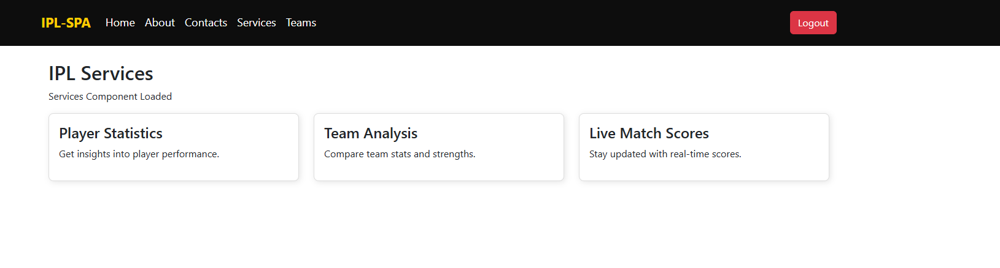 IPL-SPA Home About Contacts Services Teams Logout
IPL Services
Services Component Loaded
Player Statistics
Get insights into player performance.
Team Analysis
Compare team stats and strengths.
Live Match Scores
Stay updated with real-time scores.